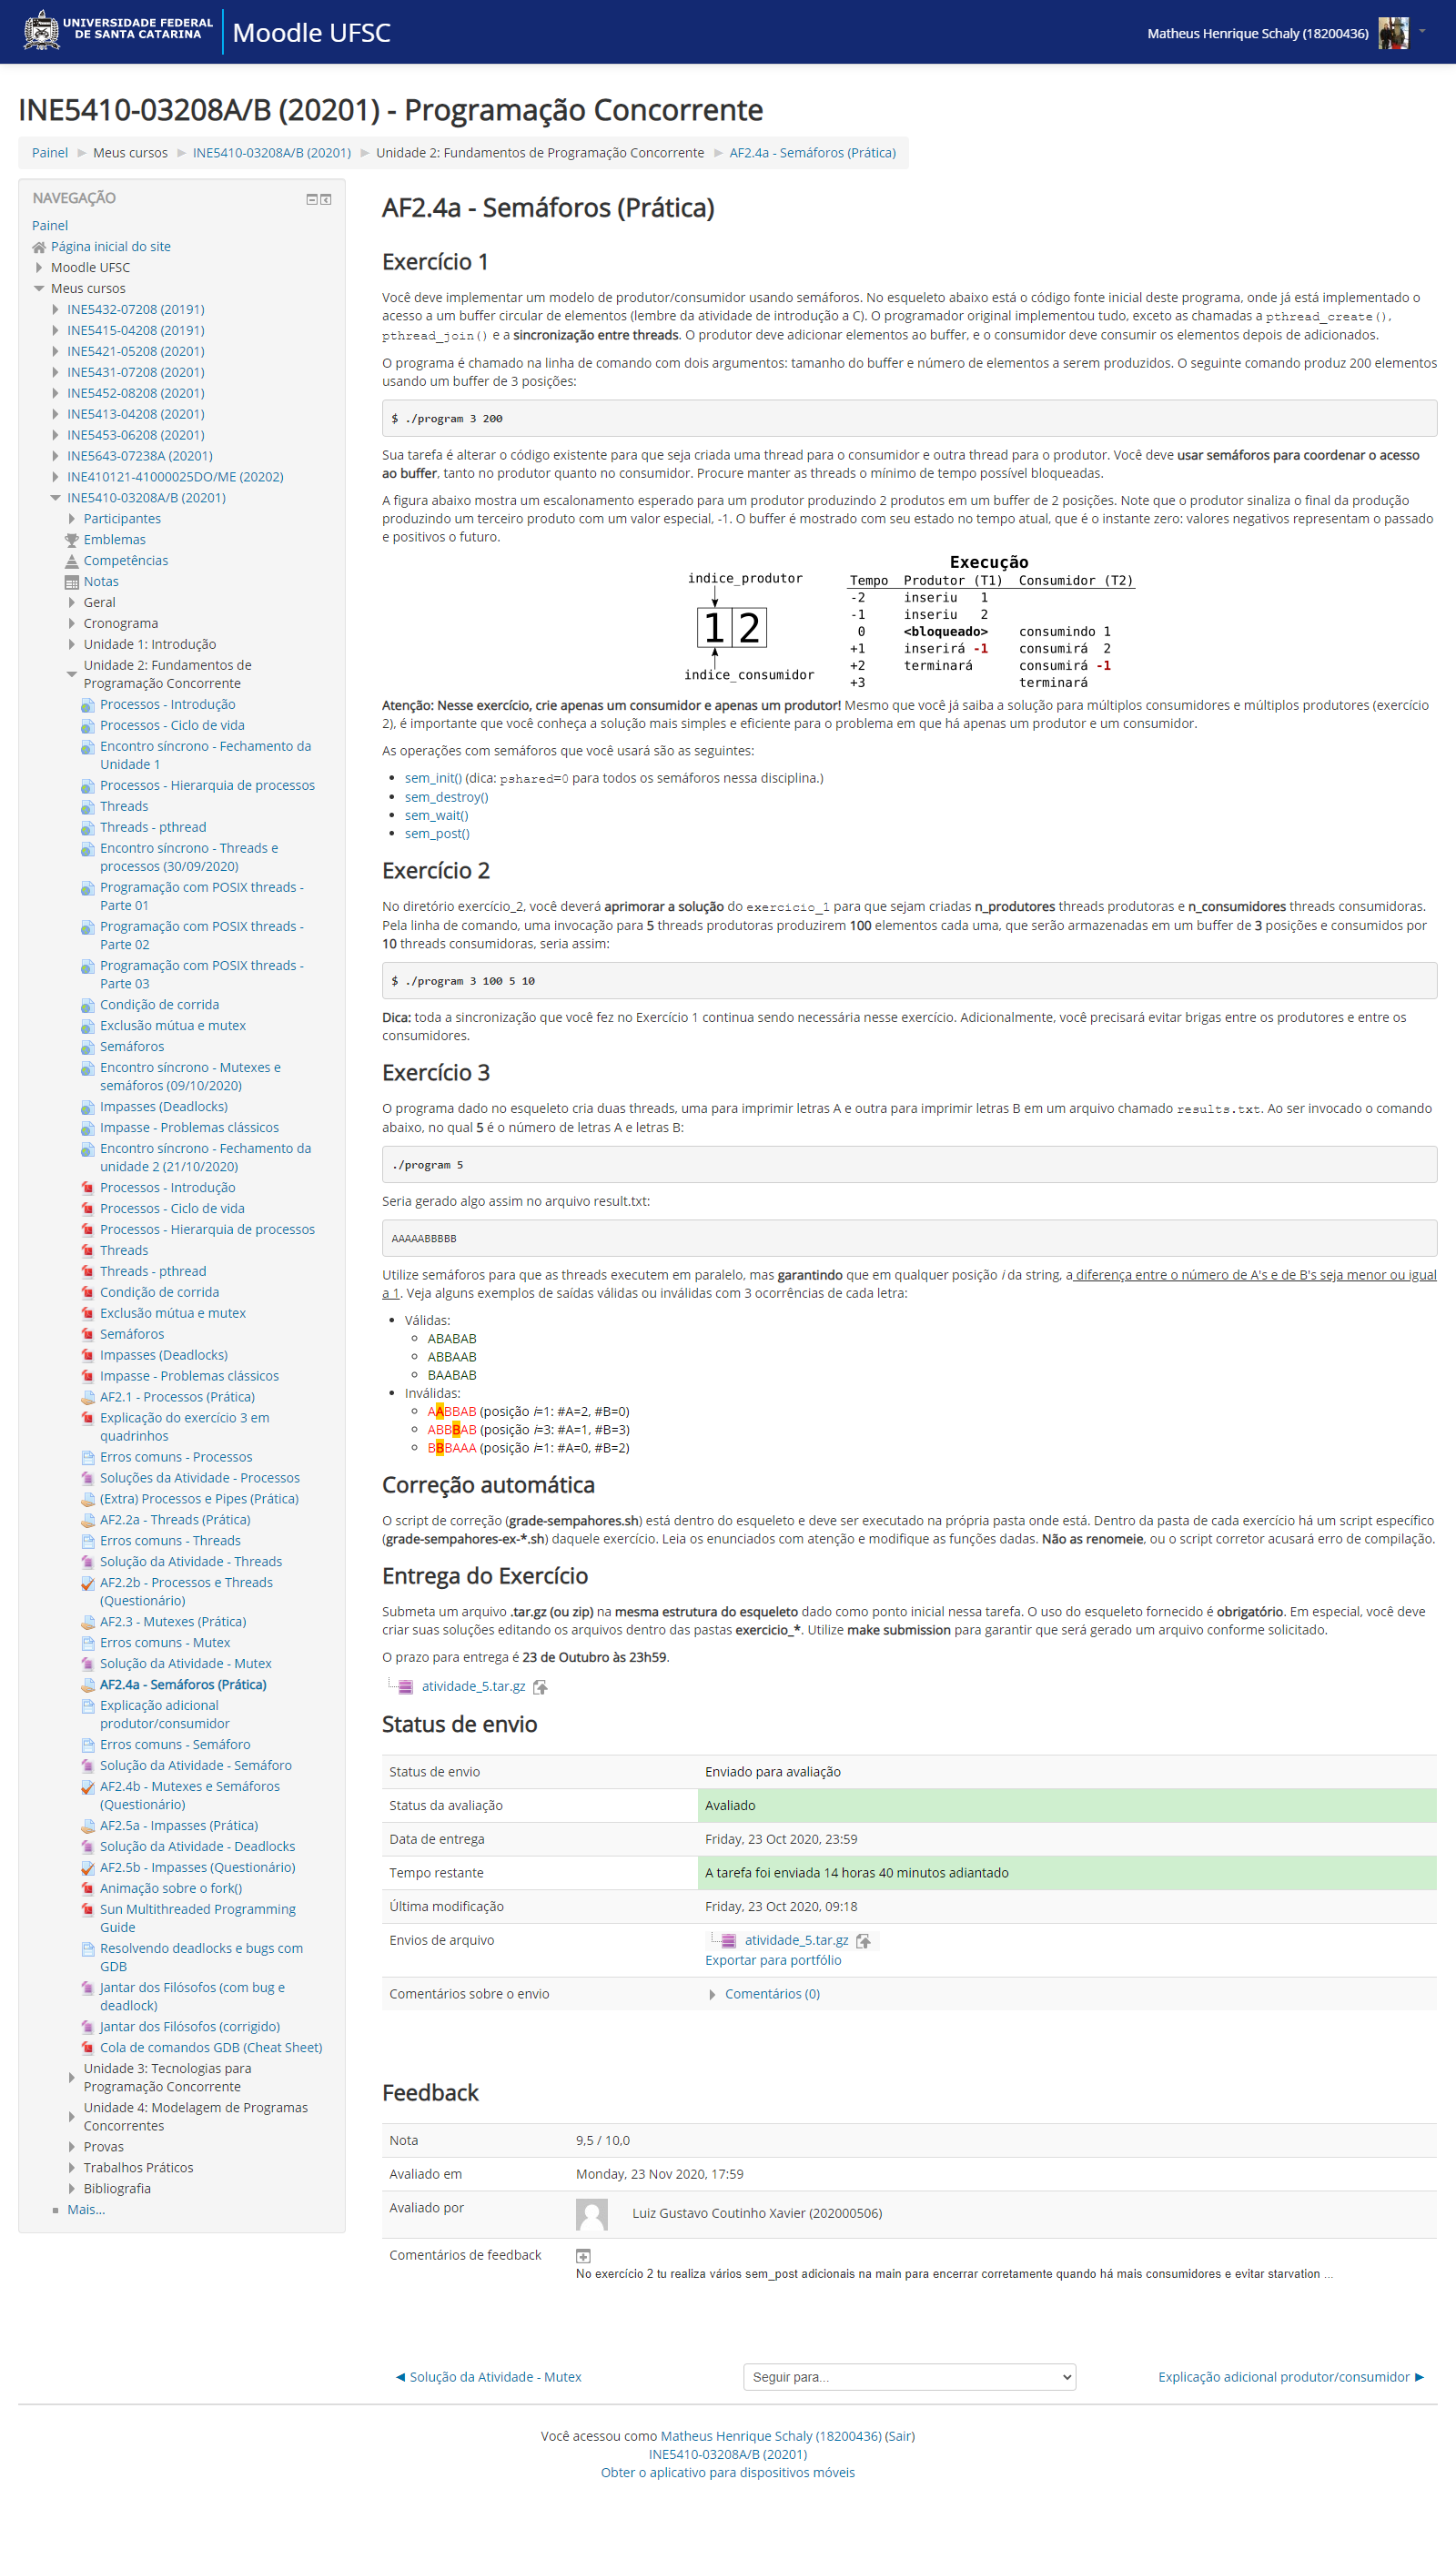 UNIVERSIDADE FEDERAL
DE SANTA CATARINA
Moodle UFSC
Matheus Henrique Schaly (18200436)
INE5410-03208A/B (20201) - Programação Concorrente
Painel ► Meus cursos ► INE5410-03208A/B (20201) ► Unidade 2: Fundamentos de Programação Concorrente ► AF2.4a - Semáforos (Prática)
NAVEGAÇÃO
Painel
Página inicial do site
Moodle UFSC
Meus cursos
INE5432-07208 (20191)
INE5415-04208 (20191)
INE5421-05208 (20201)
INE5431-07208 (20201)
INE5452-08208 (20201)
INE5413-04208 (20201)
INE5453-06208 (20201)
INE5643-07238A (20201)
INE410121-41000025DO/ME (20202)
INE5410-03208A/B (20201)
Participantes
Emblemas
Competências
Notas
Geral
Cronograma
Unidade 1: Introdução
Unidade 2: Fundamentos de
Programação Concorrente
Processos - Introdução
Processos - Ciclo de vida
Encontro síncrono - Fechamento da
Unidade 1
Processos - Hierarquia de processos
Threads
Threads - pthread
Encontro síncrono - Threads e
processos (30/09/2020)
Programação com POSIX threads -
Parte 01
Programação com POSIX threads -
Parte 02
Programação com POSIX threads -
Parte 03
Condição de corrida
Exclusão mútua e mutex
Semáforos
Encontro síncrono - Mutexes e
semáforos (09/10/2020)
Impasses (Deadlocks)
Impasse - Problemas clássicos
Encontro síncrono - Fechamento da
unidade 2 (21/10/2020)
Processos - Introdução
Processos - Ciclo de vida
Processos - Hierarquia de processos
Threads
Threads - pthread
Condição de corrida
Exclusão mútua e mutex
Semáforos
Impasses (Deadlocks)
Impasse - Problemas clássicos
AF2.1 - Processos (Prática)
Explicação do exercício 3 em
quadrinhos
Erros comuns - Processos
Soluções da Atividade - Processos
(Extra) Processos e Pipes (Prática)
AF2.2a - Threads (Prática)
Erros comuns - Threads
Solução da Atividade - Threads
AF2.2b - Processos e Threads
(Questionário)
AF2.3 - Mutexes (Prática)
Erros comuns - Mutex
Solução da Atividade - Mutex
AF2.4a - Semáforos (Prática)
Explicação adicional
produtor/consumidor
Erros comuns - Semáforo
Solução da Atividade - Semáforo
AF2.4b - Mutexes e Semáforos
(Questionário)
AF2.5a - Impasses (Prática)
Solução da Atividade - Deadlocks
AF2.5b - Impasses (Questionário)
Animação sobre o fork()
Sun Multithreaded Programming
Guide
Resolvendo deadlocks e bugs com
GDB
Jantar dos Filósofos (com bug e
deadlock)
Jantar dos Filósofos (corrigido)
Cola de comandos GDB (Cheat Sheet)
Unidade 3: Tecnologias para
Programação Concorrente
Unidade 4: Modelagem de Programas
Concorrentes
Provas
Trabalhos Práticos
Bibliografia
Mais...
AF2.4a - Semáforos (Prática)
Exercício 1
Você deve implementar um modelo de produtor/consumidor usando semáforos. No esqueleto abaixo está o código fonte inicial deste programa, onde já está implementado o
acesso a um buffer circular de elementos (lembre da atividade de introdução a C). O programador original implementou tudo, exceto as chamadas a pthread_create(),
pthread_join() e a sincronização entre threads. O produtor deve adicionar elementos ao buffer, e o consumidor deve consumir os elementos depois de adicionados.
O programa é chamado na linha de comando com dois argumentos: tamanho do buffer e número de elementos a serem produzidos. O seguinte comando produz 200 elementos
usando um buffer de 3 posições:
$ ./program 3 200
Sua tarefa é alterar o código existente para que seja criada uma thread para o consumidor e outra thread para o produtor. Você deve usar semáforos para coordenar o acesso
ao buffer, tanto no produtor quanto no consumidor. Procure manter as threads o mínimo de tempo possível bloqueadas.
A figura abaixo mostra um escalonamento esperado para um produtor produzindo 2 produtos em um buffer de 2 posições. Note que o produtor sinaliza o final da produção
produzindo um terceiro produto com um valor especial, -1. O buffer é mostrado com seu estado no tempo atual, que é o instante zero: valores negativos representam o passado
e positivos o futuro.
indice_produtor
1 2
indice_consumidor
Execução
Tempo Produtor (T1) Consumidor (T2)
-2 inseriu 1
-1 inseriu 2
0 <bloqueado> consumindo 1
+1 inserirá -1 consumirá 2
+2 terminará consumirá -1
+3 terminará
Atenção: Nesse exercício, crie apenas um consumidor e apenas um produtor! Mesmo que você já saiba a solução para múltiplos consumidores e múltiplos produtores (exercício
2), é importante que você conheça a solução mais simples e eficiente para o problema em que há apenas um produtor e um consumidor.
As operações com semáforos que você usará são as seguintes:
• sem_init() (dica: pshared=0 para todos os semáforos nessa disciplina.)
• sem_destroy()
• sem_wait()
• sem_post()
Exercício 2
No diretório exercício_2, você deverá aprimorar a solução do exercicio_1 para que sejam criadas n_produtores threads produtoras e n_consumidores threads consumidoras.
Pela linha de comando, uma invocação para 5 threads produtoras produzirem 100 elementos cada uma, que serão armazenadas em um buffer de 3 posições e consumidos por
10 threads consumidoras, seria assim:
$ ./program 3 100 5 10
Dica: toda a sincronização que você fez no Exercício 1 continua sendo necessária nesse exercício. Adicionalmente, você precisará evitar brigas entre os produtores e entre os
consumidores.
Exercício 3
O programa dado no esqueleto cria duas threads, uma para imprimir letras A e outra para imprimir letras B em um arquivo chamado results.txt. Ao ser invocado o comando
abaixo, no qual 5 é o número de letras A e letras B:
./program 5
Seria gerado algo assim no arquivo result.txt:
AAAAABBBBB
Utilize semáforos para que as threads executem em paralelo, mas garantindo que em qualquer posição i da string, a diferença entre o número de A's e de B's seja menor ou igual
a 1. Veja alguns exemplos de saídas válidas ou inválidas com 3 ocorrências de cada letra:
• Válidas:
◦ ABABAB
◦ ABBAAB
◦ BAABAB
• Inválidas:
◦ AABBAB (posição i=1: #A=2, #B=0)
◦ ABBBAB (posição i=3: #A=1, #B=3)
◦ BBBAAA (posição i=1: #A=0, #B=2)
Correção automática
O script de correção (grade-sempahores.sh) está dentro do esqueleto e deve ser executado na própria pasta onde está. Dentro da pasta de cada exercício há um script específico
(grade-sempahores-ex-*.sh) daquele exercício. Leia os enunciados com atenção e modifique as funções dadas. Não as renomeie, ou o script corretor acusará erro de compilação.
Entrega do Exercício
Submeta um arquivo .tar.gz (ou zip) na mesma estrutura do esqueleto dado como ponto inicial nessa tarefa. O uso do esqueleto fornecido é obrigatório. Em especial, você deve
criar suas soluções editando os arquivos dentro das pastas exercicio_*. Utilize make submission para garantir que será gerado um arquivo conforme solicitado.
O prazo para entrega é 23 de Outubro às 23h59.
atividade_5.tar.gz
Status de envio
Status de envio Enviado para avaliação
Status da avaliação Avaliado
Data de entrega Friday, 23 Oct 2020, 23:59
Tempo restante A tarefa foi enviada 14 horas 40 minutos adiantado
Última modificação Friday, 23 Oct 2020, 09:18
Envios de arquivo atividade_5.tar.gz
Exportar para portfólio
Comentários sobre o envio Comentários (0)
Feedback
Nota 9,5 / 10,0
Avaliado em Monday, 23 Nov 2020, 17:59
Avaliado por Luiz Gustavo Coutinho Xavier (202000506)
Comentários de feedback
No exercício 2 tu realiza vários sem_post adicionais na main para encerrar corretamente quando há mais consumidores e evitar starvation ...
◄ Solução da Atividade - Mutex
Seguir para...
Explicação adicional produtor/consumidor ►
Você acessou como Matheus Henrique Schaly (18200436) (Sair)
INE5410-03208A/B (20201)
Obter o aplicativo para dispositivos móveis